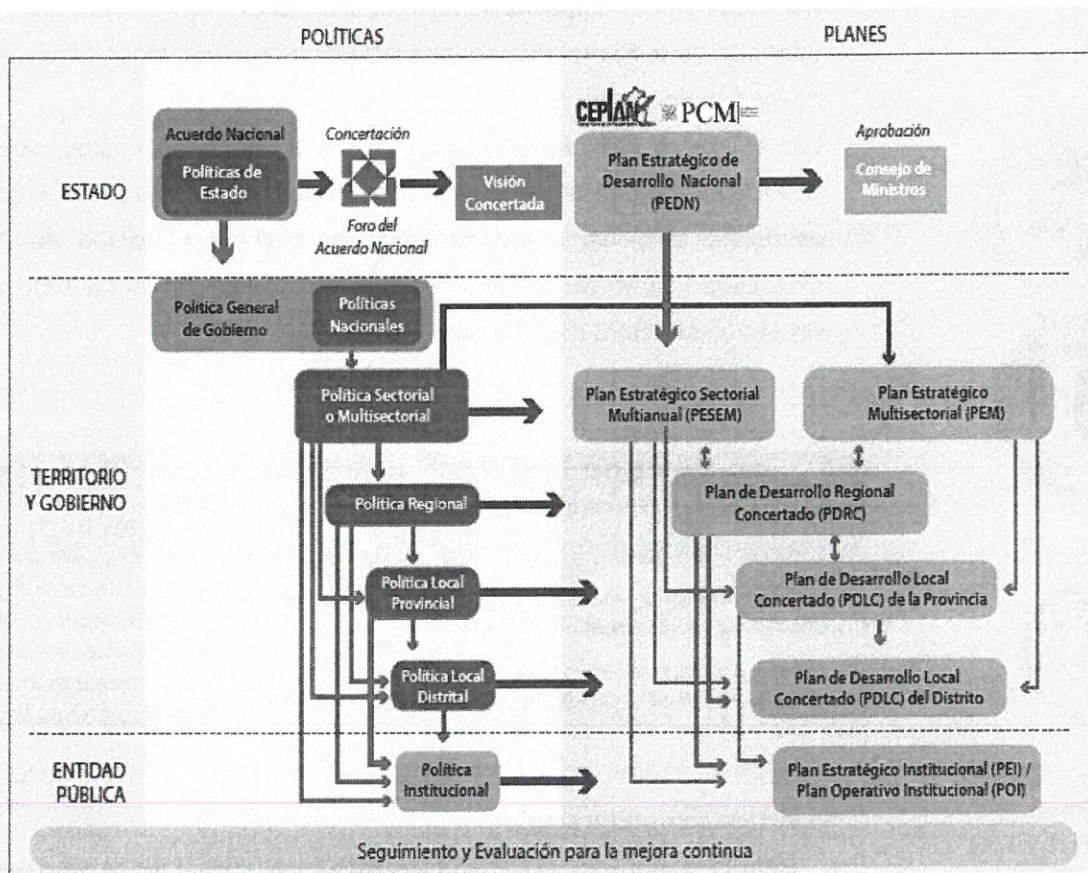 POLÍTICAS
PLANES
ESTADO
Acuerdo Nacional
Políticas de
Estado
Concertación
Foro del
Acuerdo Nacional
Visión
Concertada
CEPLAN
PCM
Plan Estratégico de
Desarrollo Nacional
(PEDN)
Aprobación
Consejo de
Ministros
TERRITORIO
Y GOBIERNO
Política General
de Gobierno
Políticas
Nacionales
Política Sectorial
o Multisectorial
Plan Estratégico Sectorial
Multianual (PESEM)
Plan Estratégico
Multisectorial (PEM)
Política Regional
Plan de Desarrollo Regional
Concertado (PDRC)
Política Local
Provincial
Plan de Desarrollo Local
Concertado (PDLC) de la Provincia
Política Local
Distrital
Plan de Desarrollo Local
Concertado (PDLC) del Distrito
ENTIDAD
PÚBLICA
Política
Institucional
Plan Estratégico Institucional (PEI) /
Plan Operativo Institucional (POI)
Seguimiento y Evaluación para la mejora continua